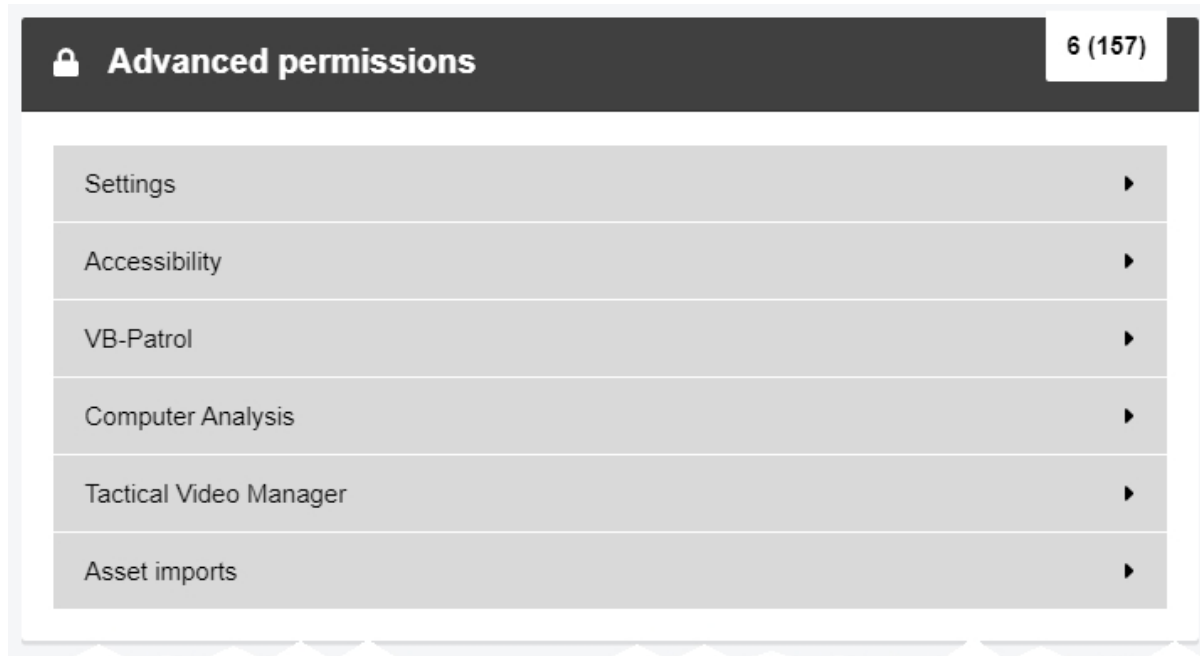 Advanced permissions
6 (157)
Settings
Accessibility
VB-Patrol
Computer Analysis
Tactical Video Manager
Asset imports